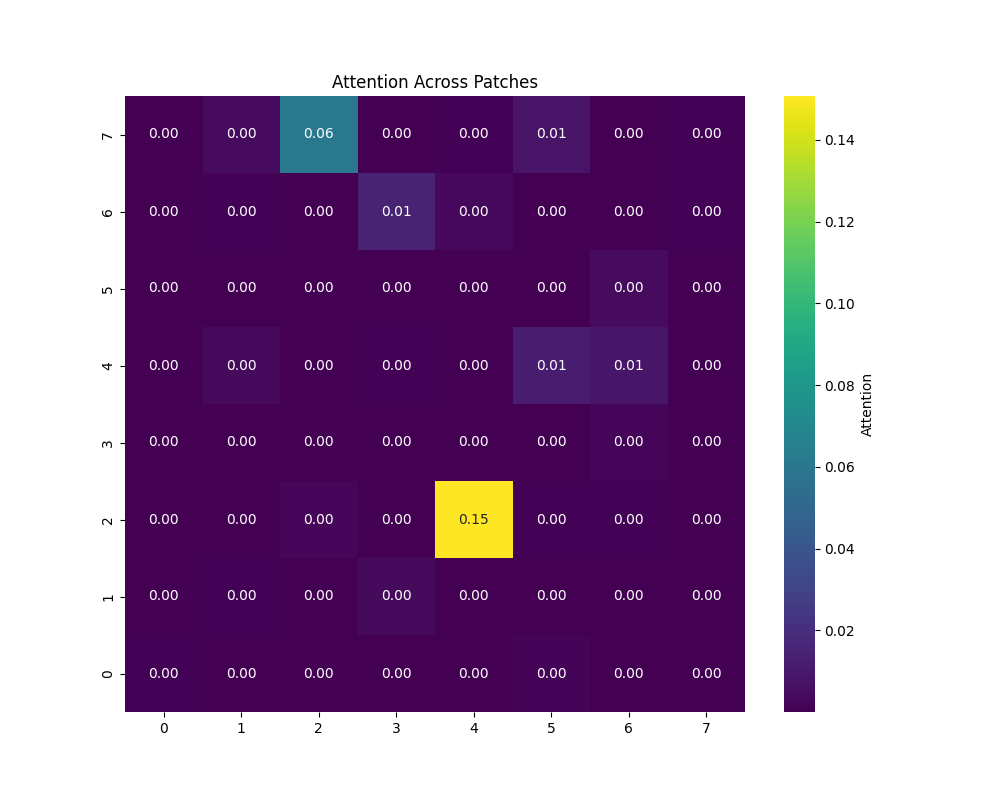 Attention Across Patches
7 0.00 0.00 0.06 0.00 0.00 0.01 0.00 0.00
6 0.00 0.00 0.00 0.01 0.00 0.00 0.00 0.00
5 0.00 0.00 0.00 0.00 0.00 0.00 0.00 0.00
4 0.00 0.00 0.00 0.00 0.00 0.01 0.01 0.00
3 0.00 0.00 0.00 0.00 0.00 0.00 0.00 0.00
2 0.00 0.00 0.00 0.00 0.15 0.00 0.00 0.00
1 0.00 0.00 0.00 0.00 0.00 0.00 0.00 0.00
0 0.00 0.00 0.00 0.00 0.00 0.00 0.00 0.00
0 1 2 3 4 5 6 7
0.14
0.12
0.10
0.08
0.06
0.04
0.02
Attention